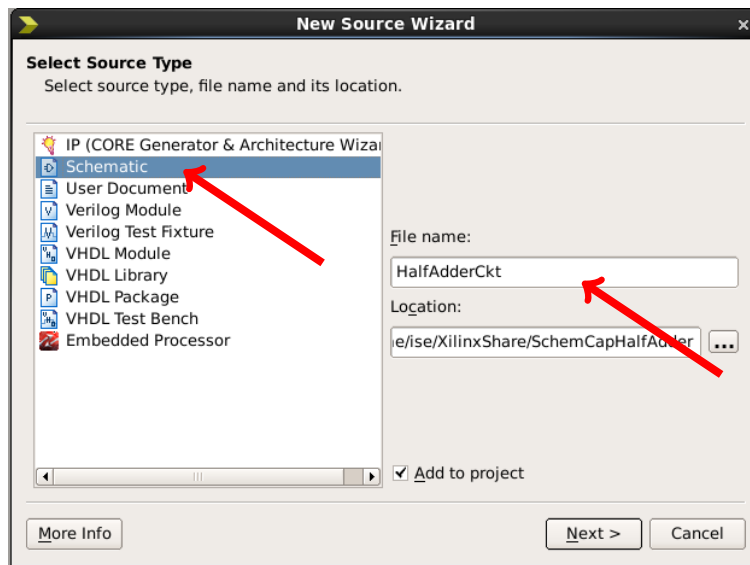 New Source Wizard
Select Source Type
Select source type, file name and its location.
IP (CORE Generator & Architecture Wizar
Schematic
User Document
Verilog Module
Verilog Test Fixture
VHDL Module
VHDL Library
VHDL Package
VHDL Test Bench
Embedded Processor
File name:
HalfAdderCkt
Location:
ne/ise/XilinxShare/SchemCapHalfAdder
...
Add to project
More Info
Next >
Cancel